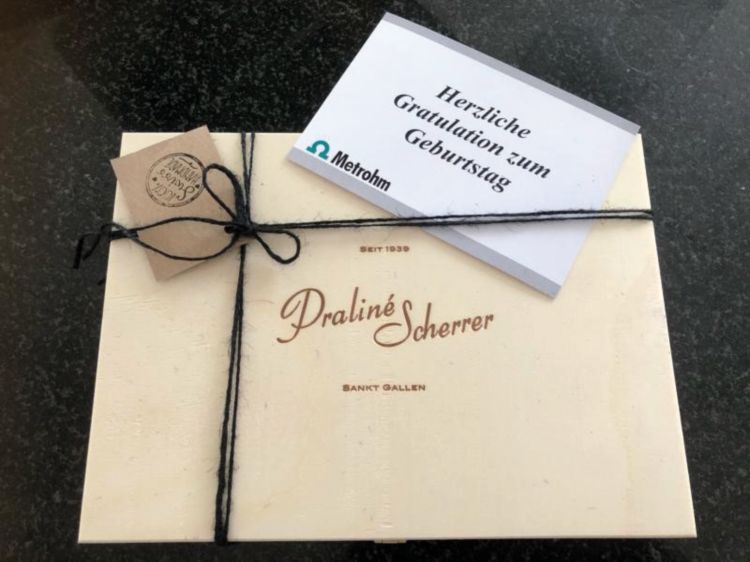 Herzliche
Gratulation zum
Geburtstag
Metrohm
SEIT 1939
Praliné Scherrer
SANKT GALLEN